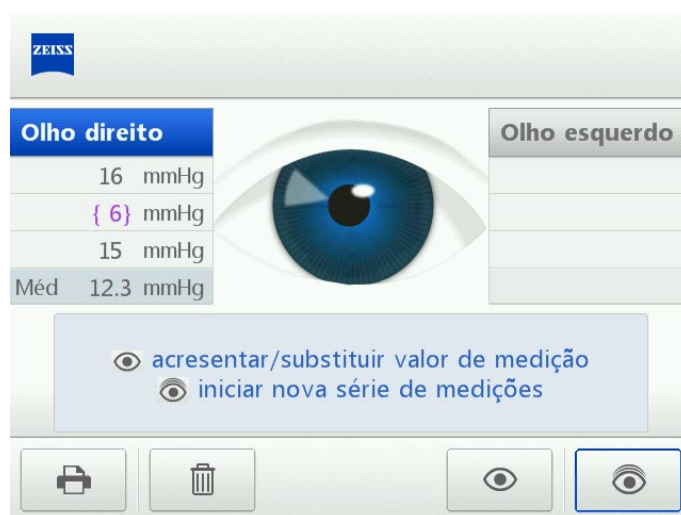 ZEISS
Olho direito
Olho esquerdo
16 mmHg
{ 6} mmHg
15 mmHg
Méd 12.3 mmHg
acresentar/substituir valor de medição
iniciar nova série de medições